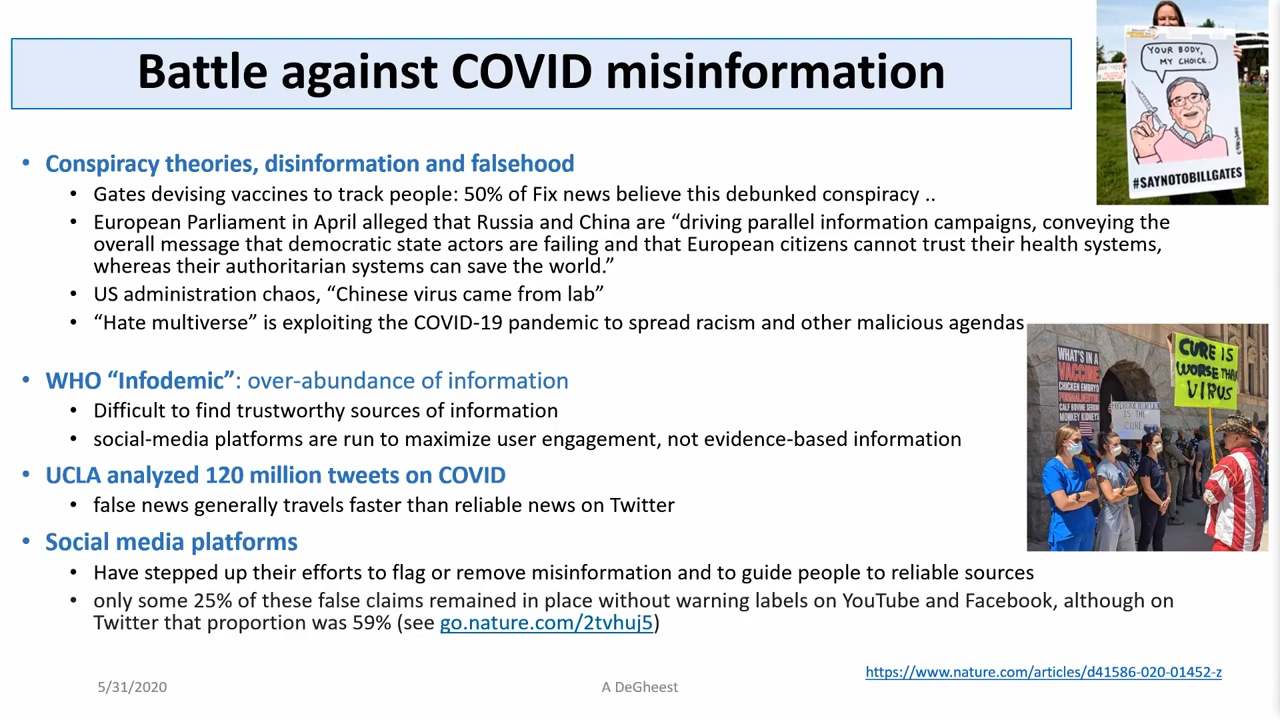 Battle against COVID misinformation
YOUR BODY,
MY CHOICE.
#SAYNOTOBILLGATES
• Conspiracy theories, disinformation and falsehood
• Gates devising vaccines to track people: 50% of Fix news believe this debunked conspiracy ..
• European Parliament in April alleged that Russia and China are “driving parallel information campaigns, conveying the
overall message that democratic state actors are failing and that European citizens cannot trust their health systems,
whereas their authoritarian systems can save the world.”
• US administration chaos, “Chinese virus came from lab”
• “Hate multiverse” is exploiting the COVID-19 pandemic to spread racism and other malicious agendas
• WHO “Infodemic”: over-abundance of information
• Difficult to find trustworthy sources of information
• social-media platforms are run to maximize user engagement, not evidence-based information
• UCLA analyzed 120 million tweets on COVID
• false news generally travels faster than reliable news on Twitter
• Social media platforms
• Have stepped up their efforts to flag or remove misinformation and to guide people to reliable sources
• only some 25% of these false claims remained in place without warning labels on YouTube and Facebook, although on
Twitter that proportion was 59% (see go.nature.com/2tvhuj5)
WHAT'S IN A
VACCINE
CHICKEN EMBRYO
CALF BOVINE SERUM
MONKEY KIDNEYS
IS THE
CURE
CURE IS
WORSE THAN
VIRUS
https://www.nature.com/articles/d41586-020-01452-z
5/31/2020
A DeGheest